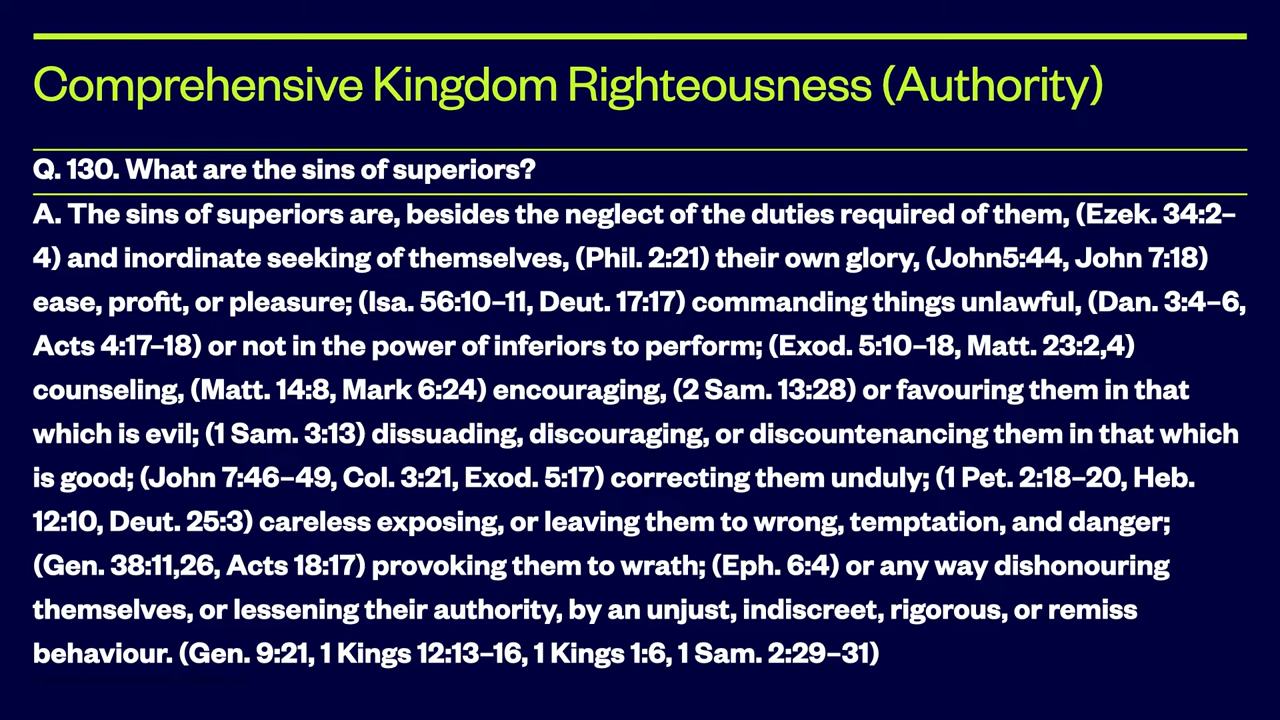 Comprehensive Kingdom Righteousness (Authority)
Q. 130. What are the sins of superiors?
A. The sins of superiors are, besides the neglect of the duties required of them, (Ezek. 34:2–
4) and inordinate seeking of themselves, (Phil. 2:21) their own glory, (John5:44, John 7:18)
ease, profit, or pleasure; (Isa. 56:10–11, Deut. 17:17) commanding things unlawful, (Dan. 3:4–6,
Acts 4:17–18) or not in the power of inferiors to perform; (Exod. 5:10–18, Matt. 23:2,4)
counseling, (Matt. 14:8, Mark 6:24) encouraging, (2 Sam. 13:28) or favouring them in that
which is evil; (1 Sam. 3:13) dissuading, discouraging, or discountenancing them in that which
is good; (John 7:46–49, Col. 3:21, Exod. 5:17) correcting them unduly; (1 Pet. 2:18–20, Heb.
12:10, Deut. 25:3) careless exposing, or leaving them to wrong, temptation, and danger;
(Gen. 38:11,26, Acts 18:17) provoking them to wrath; (Eph. 6:4) or any way dishonouring
themselves, or lessening their authority, by an unjust, indiscreet, rigorous, or remiss
behaviour. (Gen. 9:21, 1 Kings 12:13–16, 1 Kings 1:6, 1 Sam. 2:29–31)